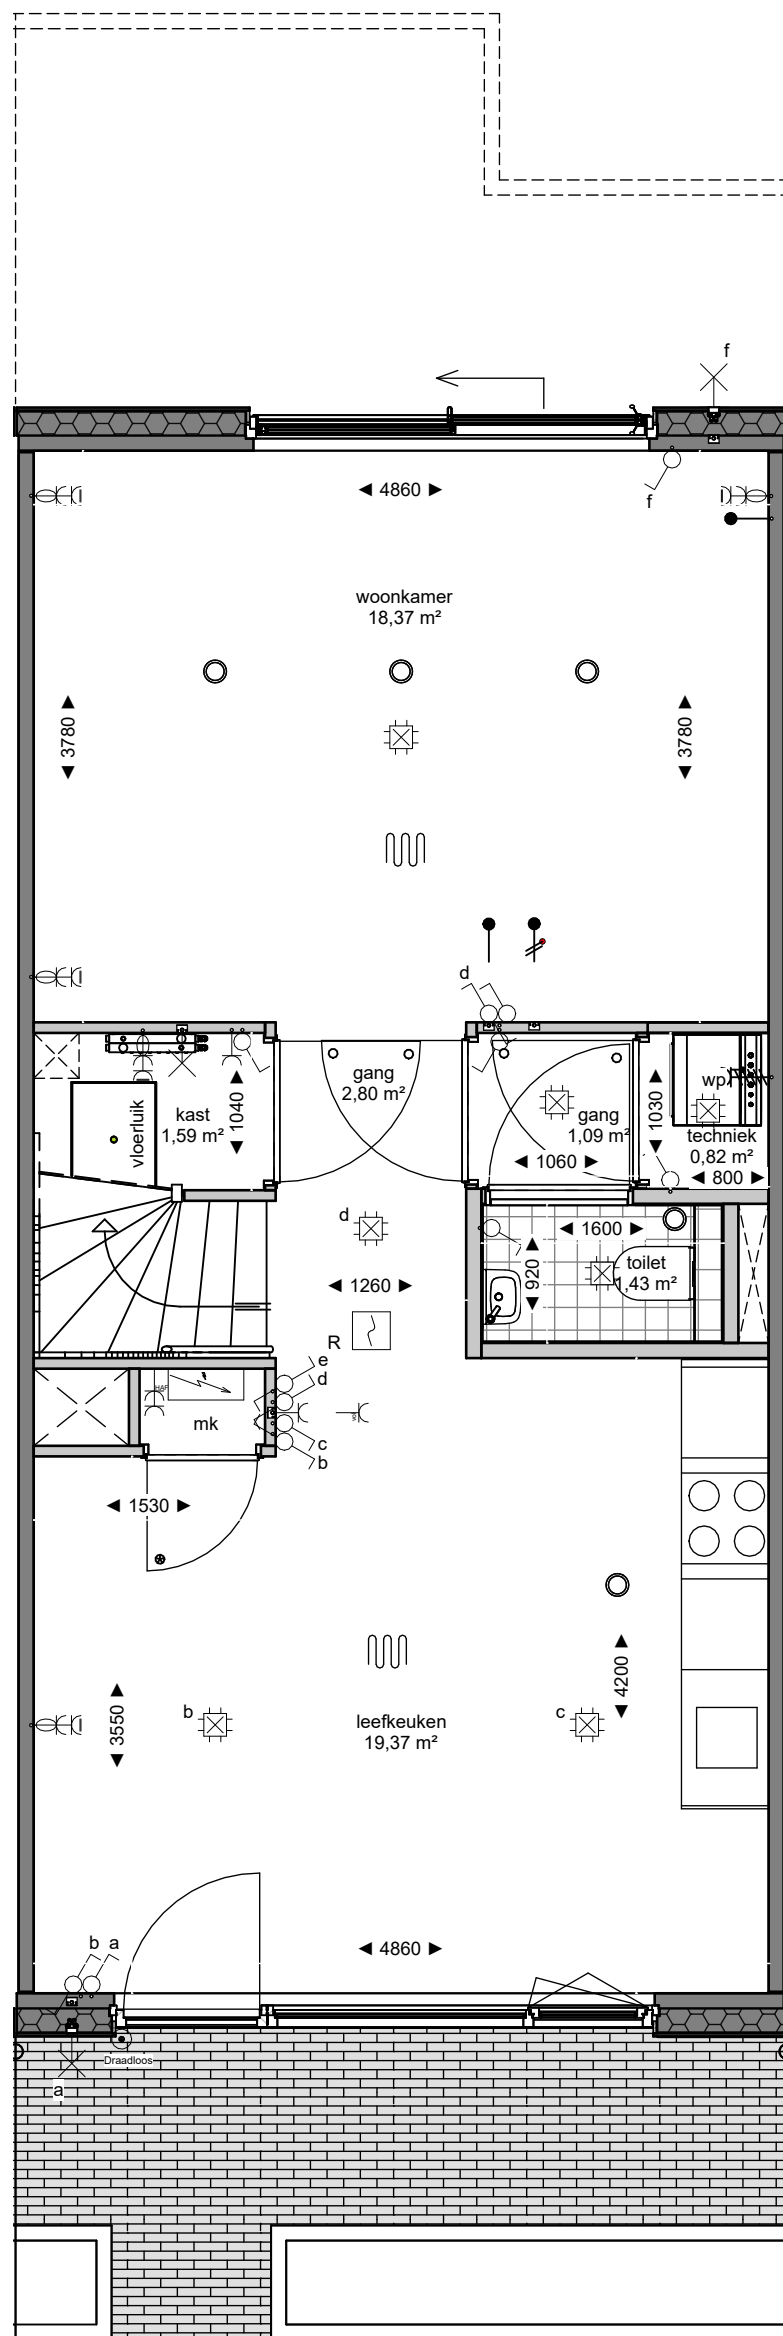 f
f
4860
woonkamer
18,37 m²
3780
3780
d
gang
2,80 m²
vloerluik
kast
1,59 m²
1040
gang
1,09 m²
1060
1030
wp
techniek
0,82 m²
800
d
1600
920
toilet
1,43 m²
1260
R
e
d
c
b
mk
1530
4200
3550
b
leefkeuken
19,37 m²
c
4860
b a
Draadloos
a